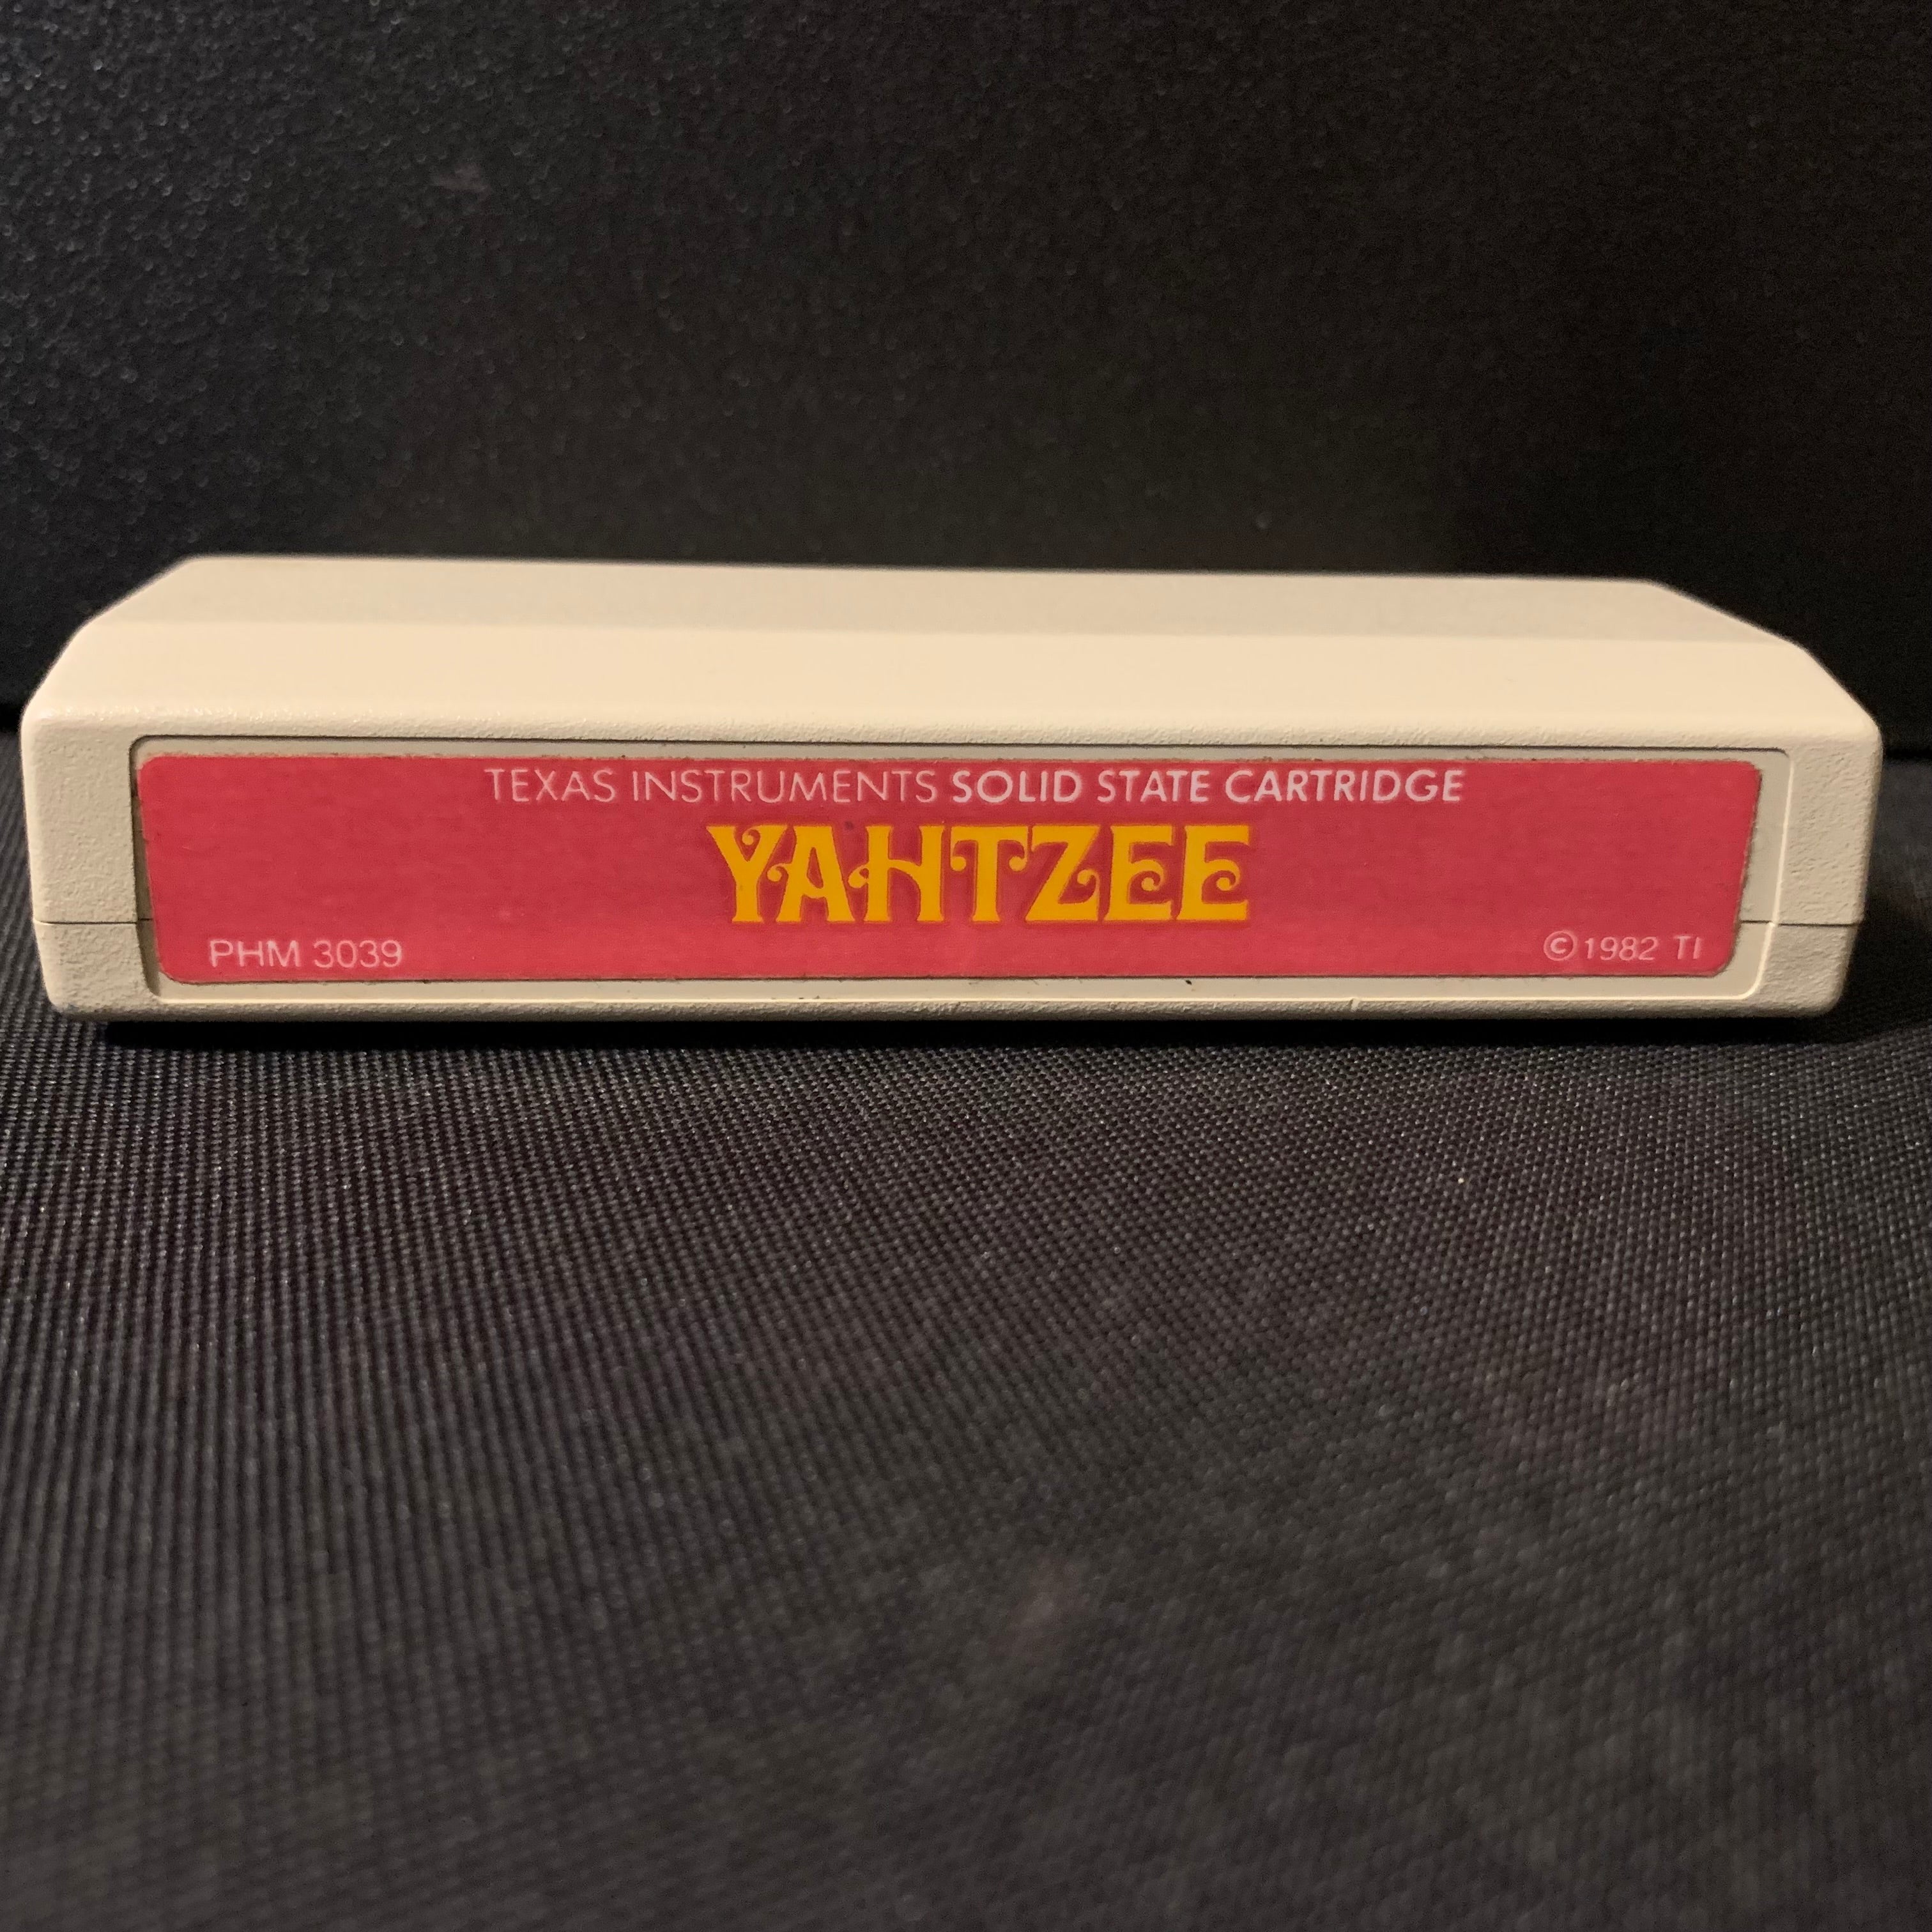 TEXAS INSTRUMENTS SOLID STATE CARTRIDGE
YAHTZEE
PHM 3039
©1982 TI